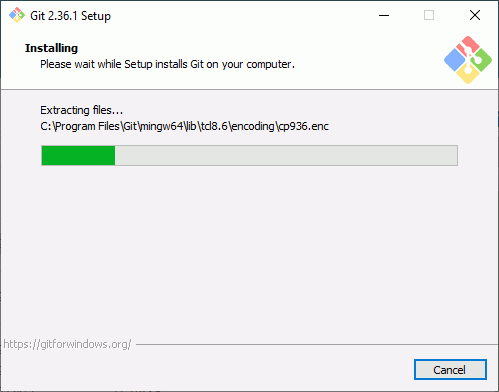 Git 2.36.1 Setup
Installing
Please wait while Setup installs Git on your computer.
Extracting files...
C:\Program Files\Git\mingw64\lib\tcl8.6\encoding\cp936.enc
https://gitforwindows.org/
Cancel